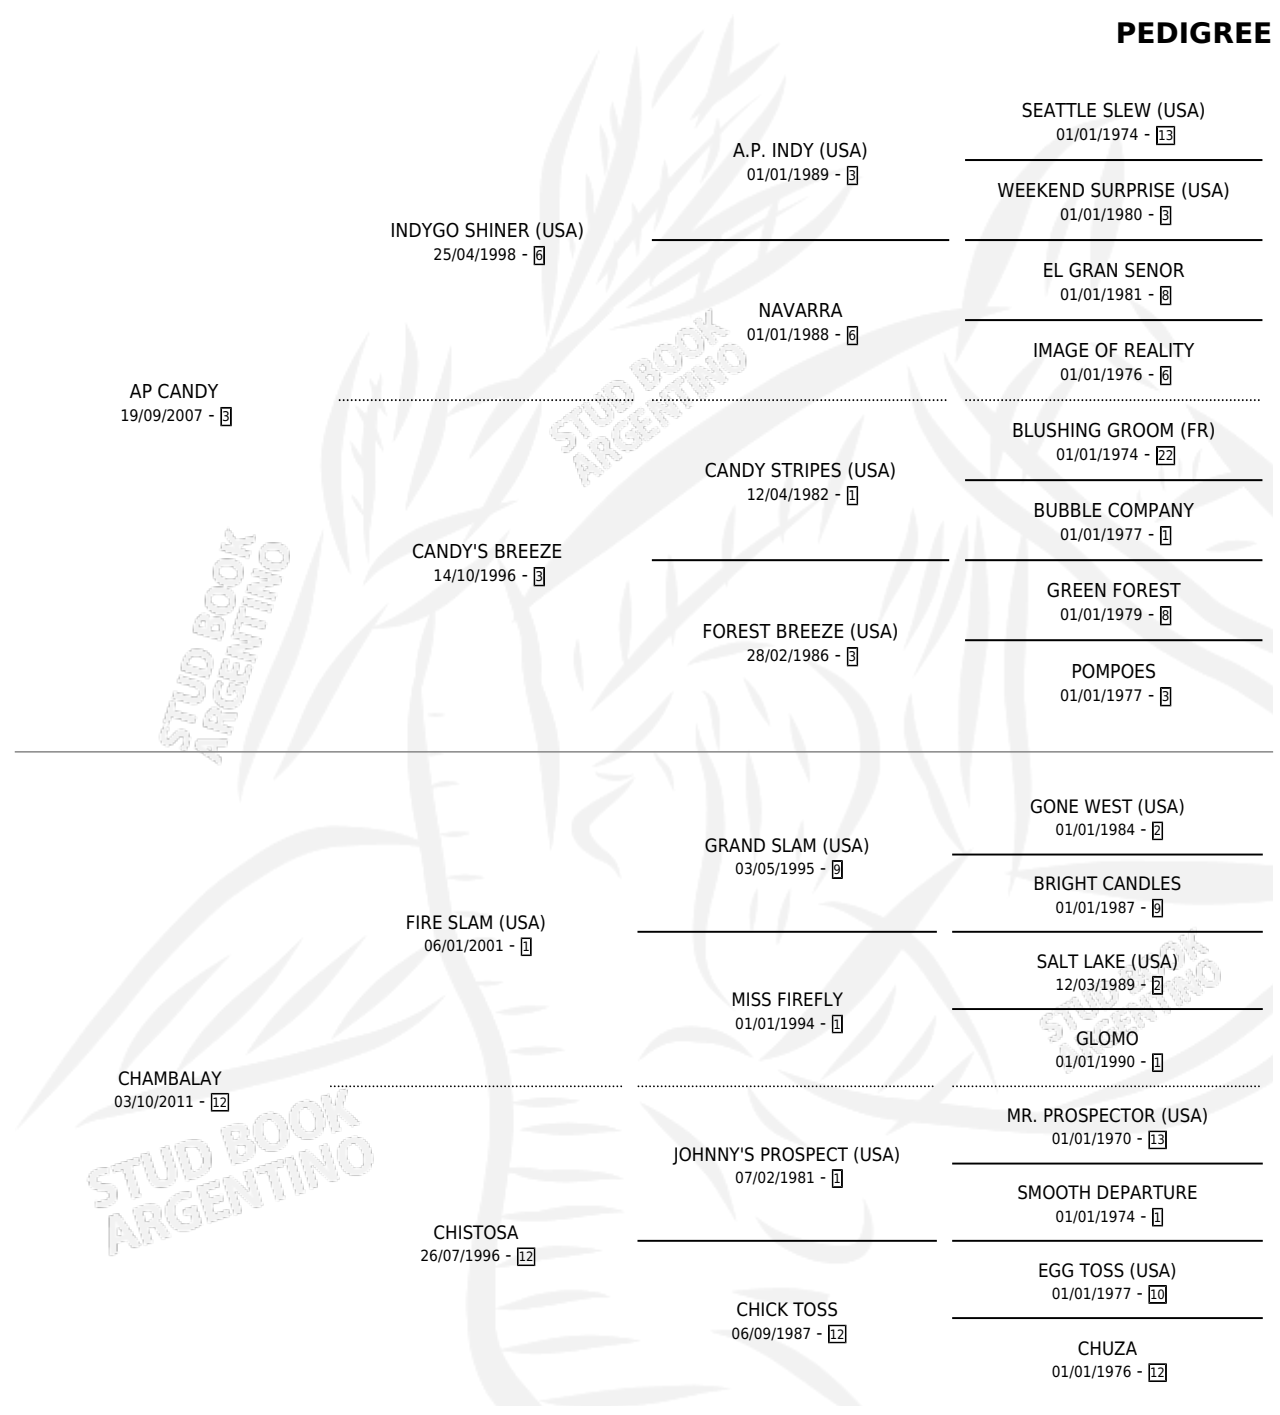 PEDIGREE
SEATTLE SLEW (USA)
01/01/1974 - 13
A.P. INDY (USA)
01/01/1989 - 3
WEEKEND SURPRISE (USA)
01/01/1980 - 3
INDYGO SHINER (USA)
25/04/1998 - 6
EL GRAN SENOR
01/01/1981 - 8
NAVARRA
01/01/1988 - 6
IMAGE OF REALITY
01/01/1976 - 6
AP CANDY
19/09/2007 - 3
BLUSHING GROOM (FR)
01/01/1974 - 22
CANDY STRIPES (USA)
12/04/1982 - 1
BUBBLE COMPANY
01/01/1977 - 1
CANDY'S BREEZE
14/10/1996 - 3
GREEN FOREST
01/01/1979 - 8
FOREST BREEZE (USA)
28/02/1986 - 3
POMPOES
01/01/1977 - 3
GONE WEST (USA)
01/01/1984 - 2
GRAND SLAM (USA)
03/05/1995 - 9
BRIGHT CANDLES
01/01/1987 - 9
FIRE SLAM (USA)
06/01/2001 - 1
SALT LAKE (USA)
12/03/1989 - 2
MISS FIREFLY
01/01/1994 - 1
GLOMO
01/01/1990 - 1
CHAMBALAY
03/10/2011 - 12
MR. PROSPECTOR (USA)
01/01/1970 - 13
JOHNNY'S PROSPECT (USA)
07/02/1981 - 1
SMOOTH DEPARTURE
01/01/1974 - 1
CHISTOSA
26/07/1996 - 12
EGG TOSS (USA)
01/01/1977 - 10
CHICK TOSS
06/09/1987 - 12
CHUZA
01/01/1976 - 12
STUD BOOK
ARGENTINO
STUD BOOK
ARGENTINO
STUD BOOK
ARGENTINO
STUD BOOK
ARGENTINO